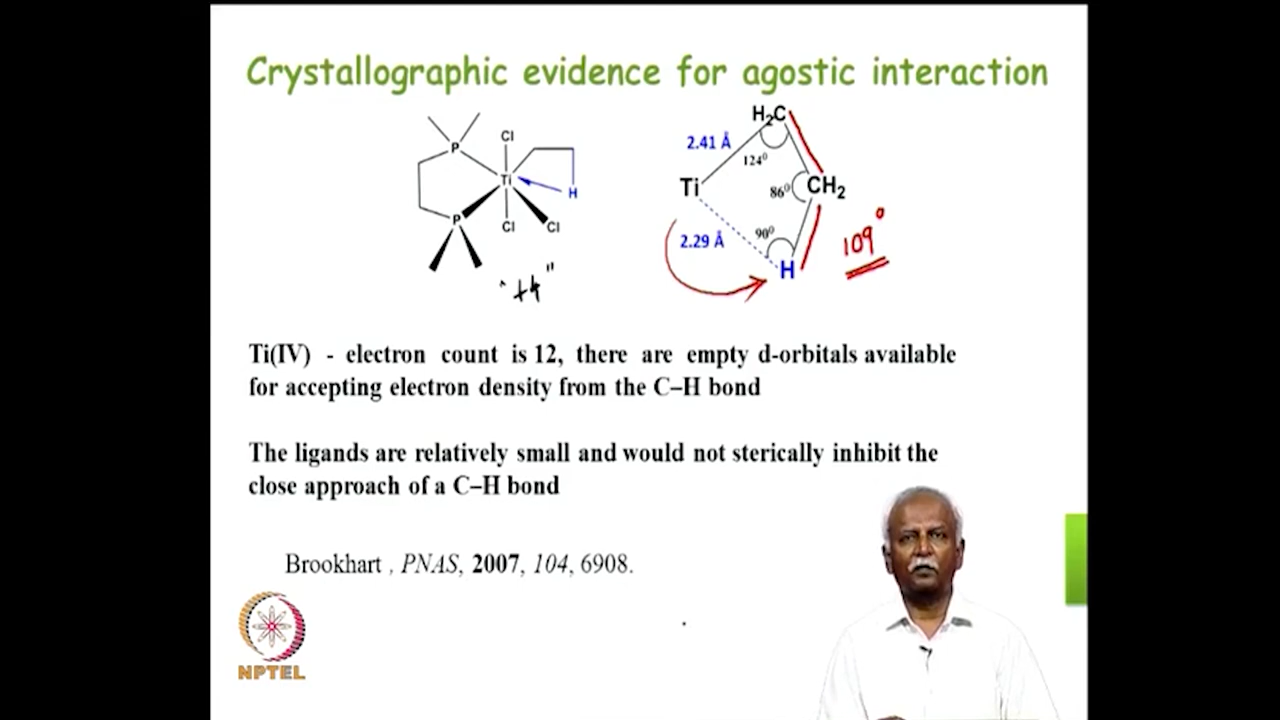 Crystallographic evidence for agostic interaction
P
Cl
Ti
H
P
Cl
Cl
"+4"
H₂C
2.41 Å
124⁰
Ti
86⁰
CH₂
2.29 Å
90⁰
H
109°
Ti(IV) - electron count is 12, there are empty d-orbitals available
for accepting electron density from the C–H bond
The ligands are relatively small and would not sterically inhibit the
close approach of a C–H bond
Brookhart , PNAS, 2007, 104, 6908.
NPTEL